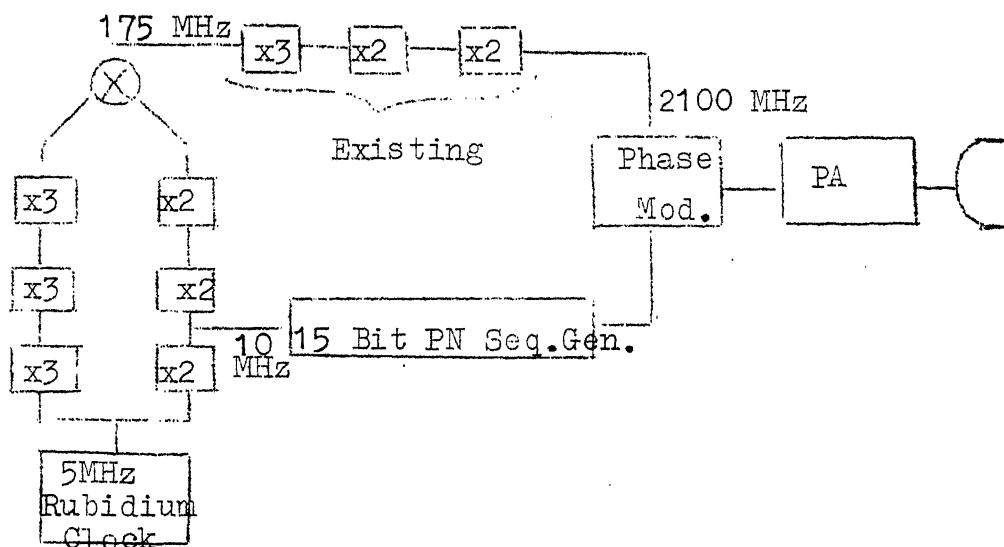 175 MHz
x3
x2
x2
Existing
2100 MHz
Phase
Mod.
PA
x3
x2
x3
x2
10
MHz
15 Bit PN Seq.Gen.
x3
x2
5MHz
Rubidium
Clock